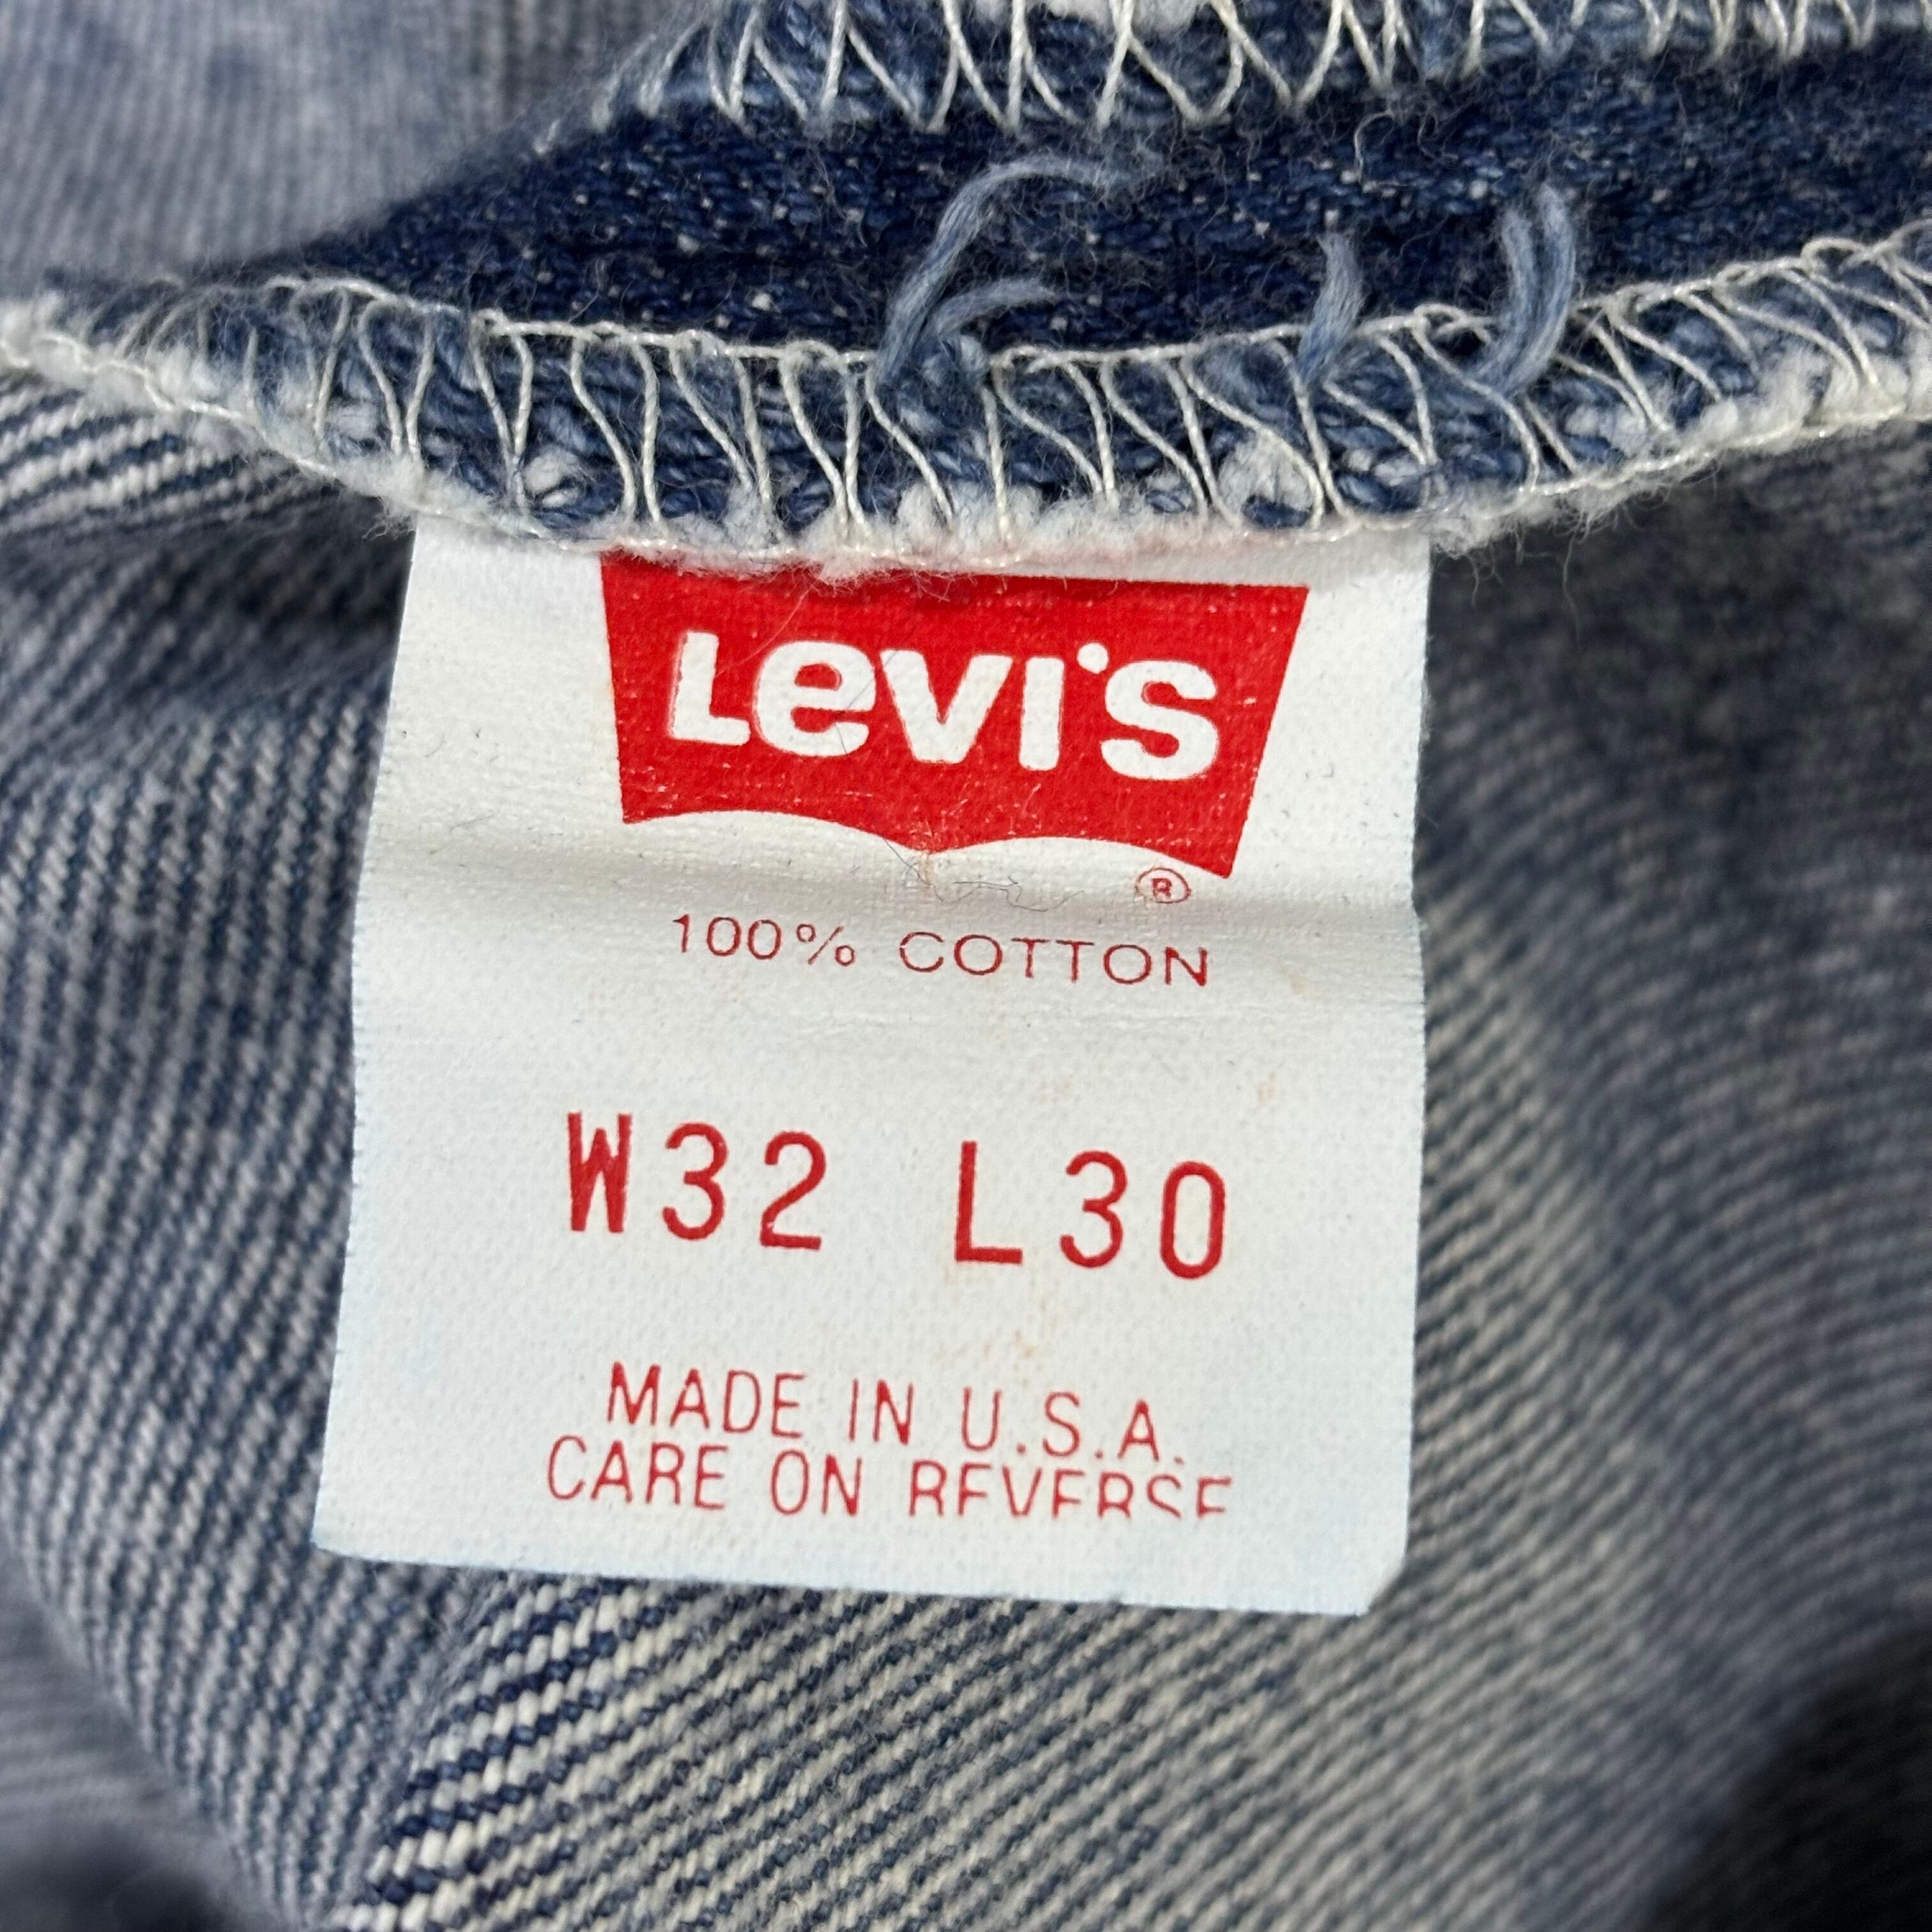 Levi's
®
100% COTTON
W32 L30
MADE IN U.S.A.
CARE ON REVERSE